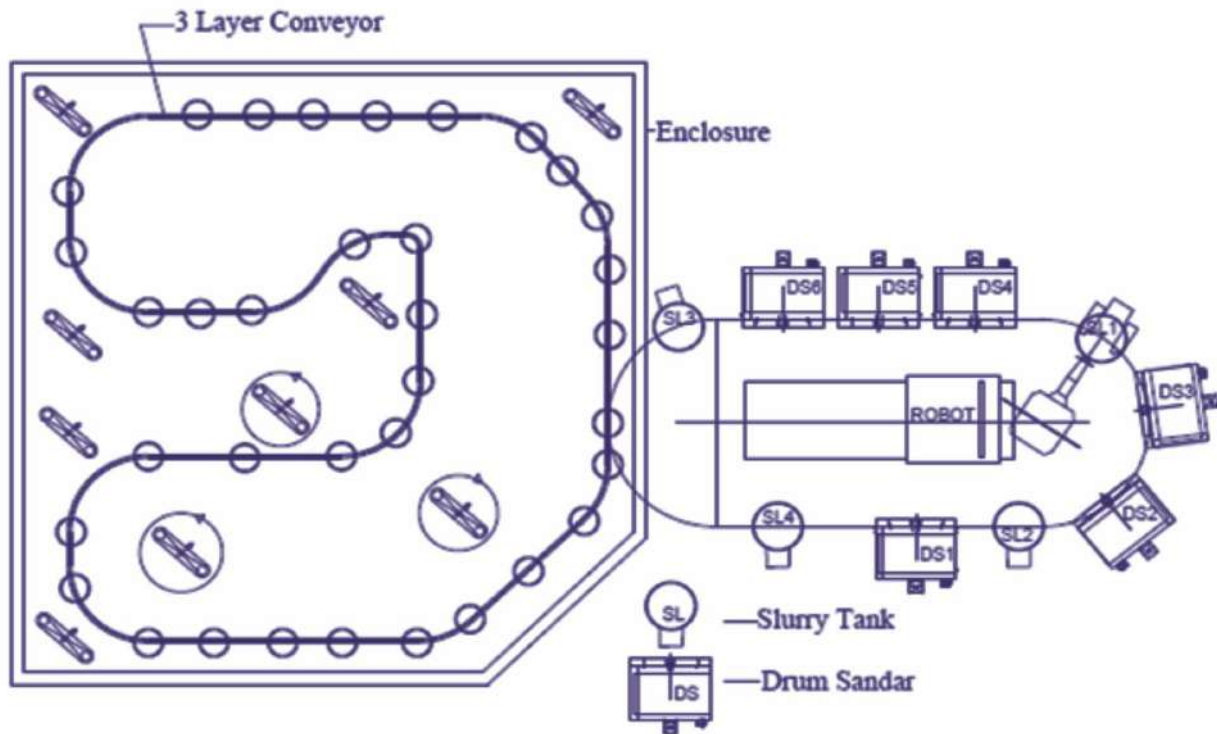 3 Layer Conveyor
Enclosure
DS6
DS5
DS4
SL3
SL1
DS3
ROBOT
DS2
SL4
SL2
DS1
SL
Slurry Tank
DS
Drum Sandar